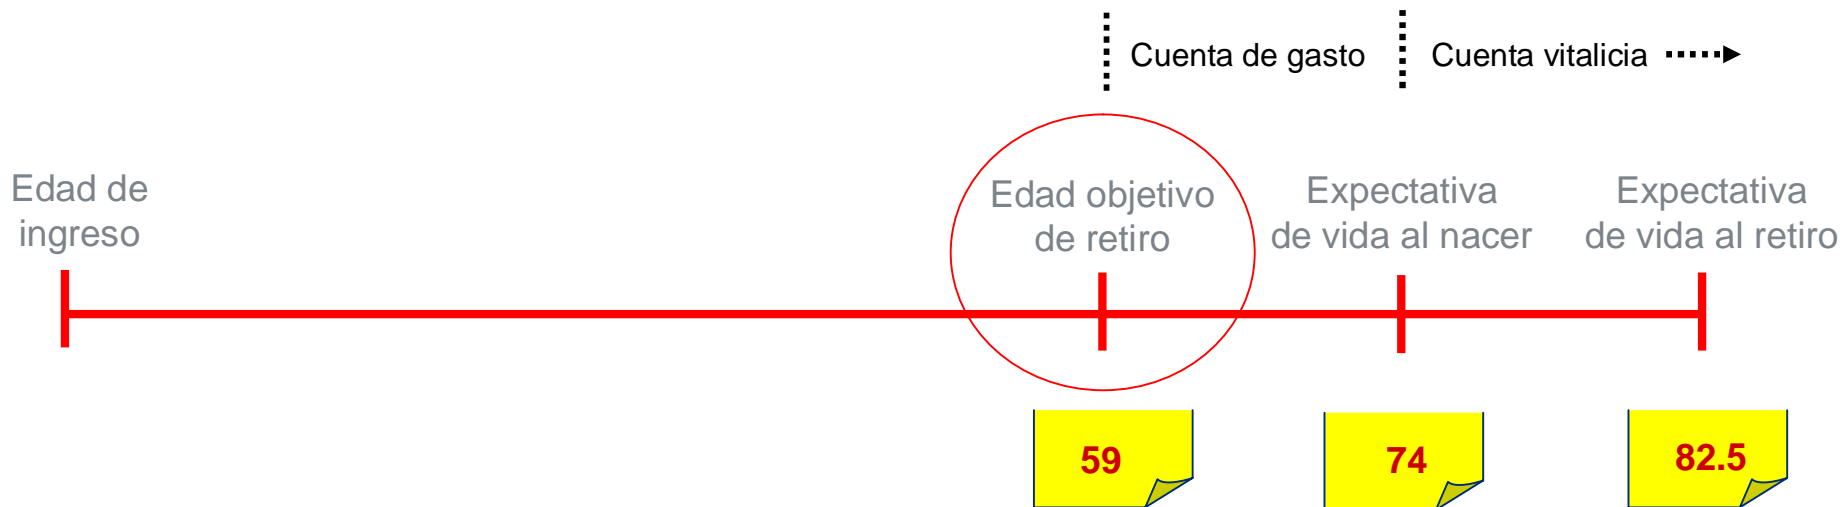 Cuenta de gasto
Cuenta vitalicia
Edad de
ingreso
Edad objetivo
de retiro
Expectativa
de vida al nacer
Expectativa
de vida al retiro
59
74
82.5